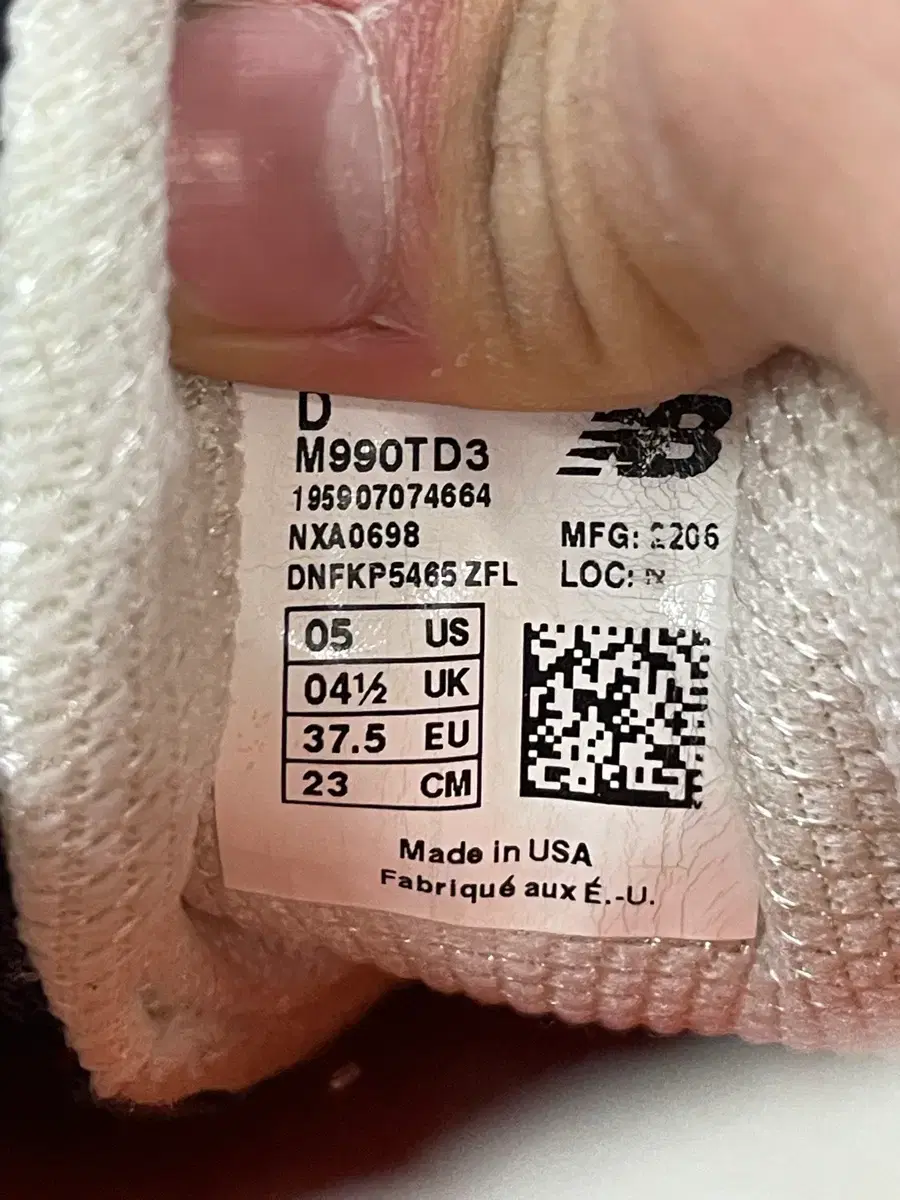 D
M990TD3
195907074664
NXA0698
MFG: 2206
DNFKP5465 ZFL
LOC:
05 US
04½ UK
37.5 EU
23 CM
Made in USA
Fabriqué aux É.-U.